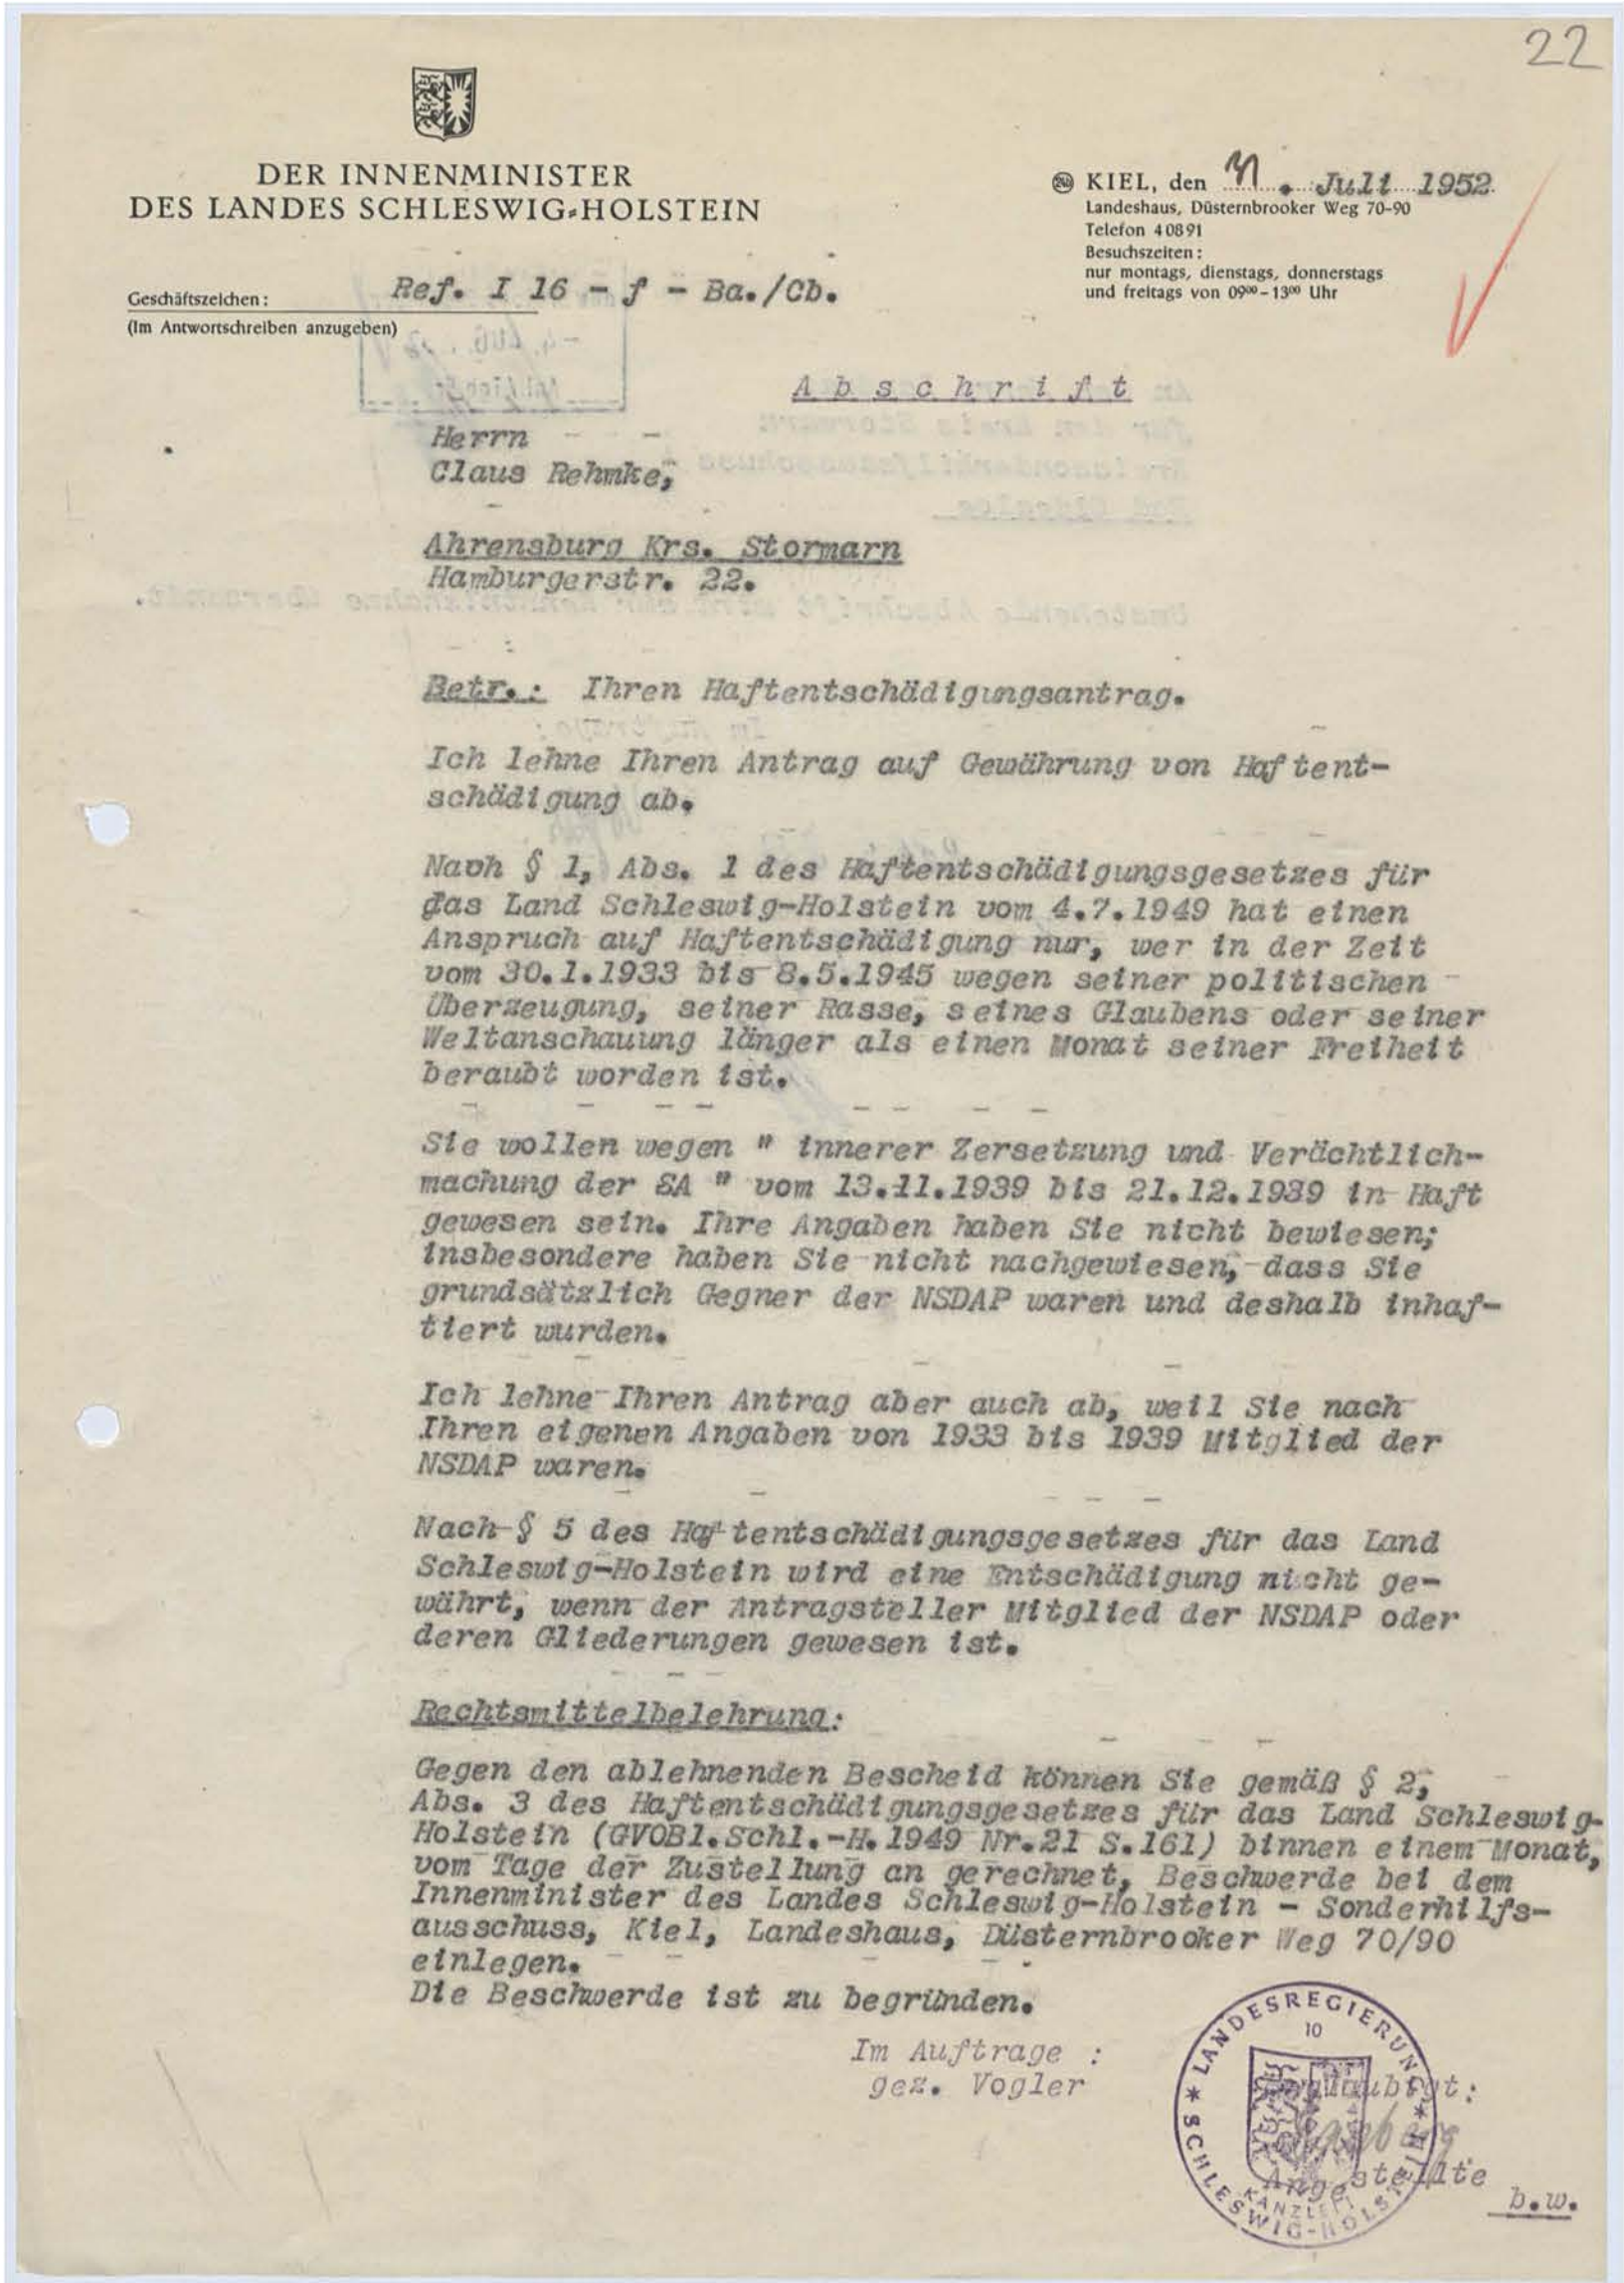 22
DER INNENMINISTER
DES LANDES SCHLESWIG-HOLSTEIN
KIEL, den 31. Juli 1952
Landeshaus, Düsternbrooker Weg 70-90
Telefon 40891
Besuchszeiten:
nur montags, dienstags, donnerstags
und freitags von 09⁰⁰-13⁰⁰ Uhr
Geschäftszeichen: Ref. I 16 - f - Ba./Cb.
(Im Antwortschreiben anzugeben)
Abschrift
Herrn
Claus Rehmke,
Ahrensburg Krs. Stormarn
Hamburgerstr. 22.
Betr.: Ihren Haftentschädigungsantrag.
Ich lehne Ihren Antrag auf Gewährung von Haftent-
schädigung ab.
Nach § 1, Abs. 1 des Haftentschädigungsgesetzes für
das Land Schleswig-Holstein vom 4.7.1949 hat einen
Anspruch auf Haftentschädigung nur, wer in der Zeit
vom 30.1.1933 bis 8.5.1945 wegen seiner politischen
Überzeugung, seiner Rasse, seines Glaubens oder seiner
Weltanschauung länger als einen Monat seiner Freiheit
beraubt worden ist.
Sie wollen wegen " innerer Zersetzung und Verächtlich-
machung der SA " vom 13.11.1939 bis 21.12.1939 in Haft
gewesen sein. Ihre Angaben haben Sie nicht bewiesen;
insbesondere haben Sie nicht nachgewiesen, dass Sie
grundsätzlich Gegner der NSDAP waren und deshalb inhaf-
tiert wurden.
Ich lehne Ihren Antrag aber auch ab, weil Sie nach
Ihren eigenen Angaben von 1933 bis 1939 Mitglied der
NSDAP waren.
Nach § 5 des Haftentschädigungsgesetzes für das Land
Schleswig-Holstein wird eine Entschädigung nicht ge-
währt, wenn der Antragsteller Mitglied der NSDAP oder
deren Gliederungen gewesen ist.
Rechtsmittelbelehrung:
Gegen den ablehnenden Bescheid können Sie gemäß § 2,
Abs. 3 des Haftentschädigungsgesetzes für das Land Schleswig-
Holstein (GVOBl.Schl.-H. 1949 Nr.21 S.161) binnen einem Monat,
vom Tage der Zustellung an gerechnet, Beschwerde bei dem
Innenminister des Landes Schleswig-Holstein - Sonderhilfs-
ausschuss, Kiel, Landeshaus, Düsternbrooker Weg 70/90
einlegen.
Die Beschwerde ist zu begründen.
Im Auftrage :
gez. Vogler
LANDESREGIERUNG
10
SCHLESWIG-HOLSTEIN
KANZLEI
Angestellte
b.w.